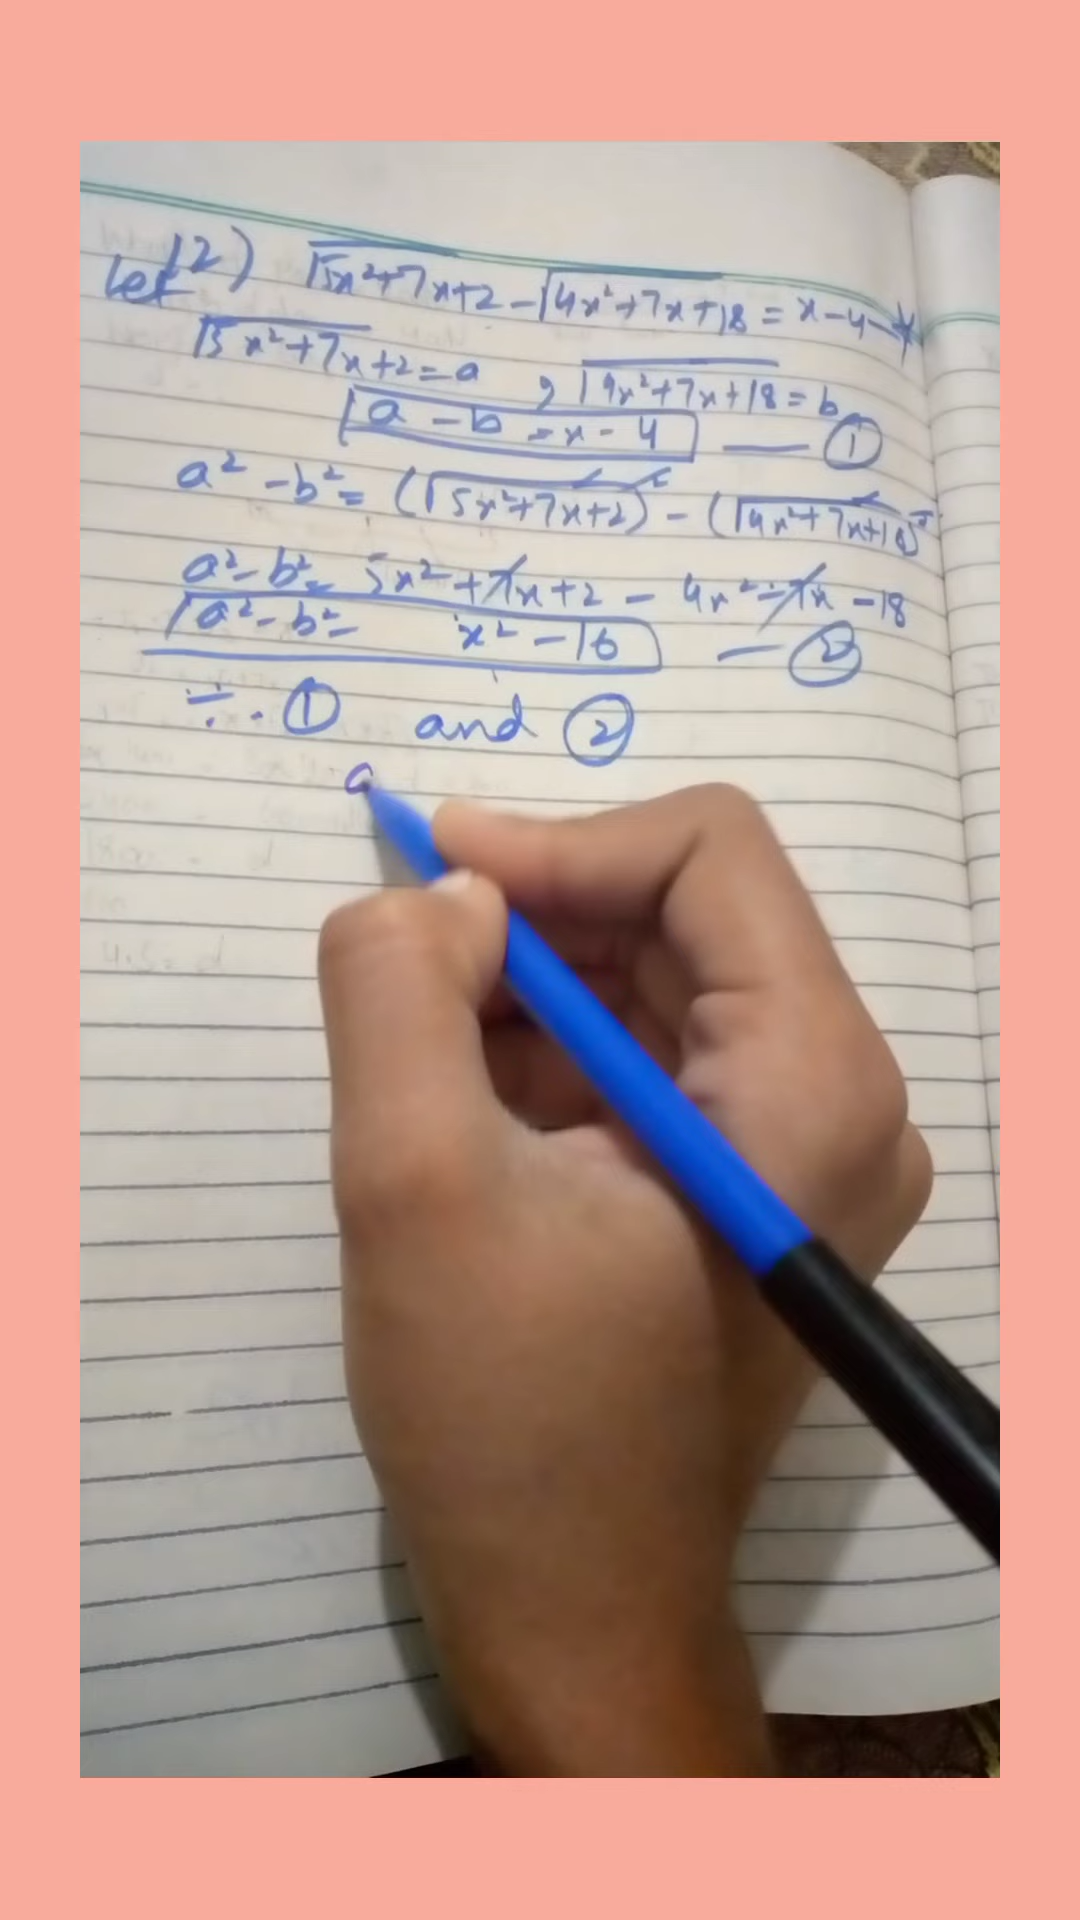 (2) √5x²+7x+2 - √4x²+7x+18 = x-4 - *
Let √5x²+7x+2 = a , √4x²+7x+18 = b
a - b = x - 4 — ①
a² - b² = (√5x²+7x+2)² - (√4x²+7x+18)²
a² - b² = 5x² + 7x + 2 - 4x² - 7x - 18
a² - b² = x² - 16 — ②
÷. ① and ②
a